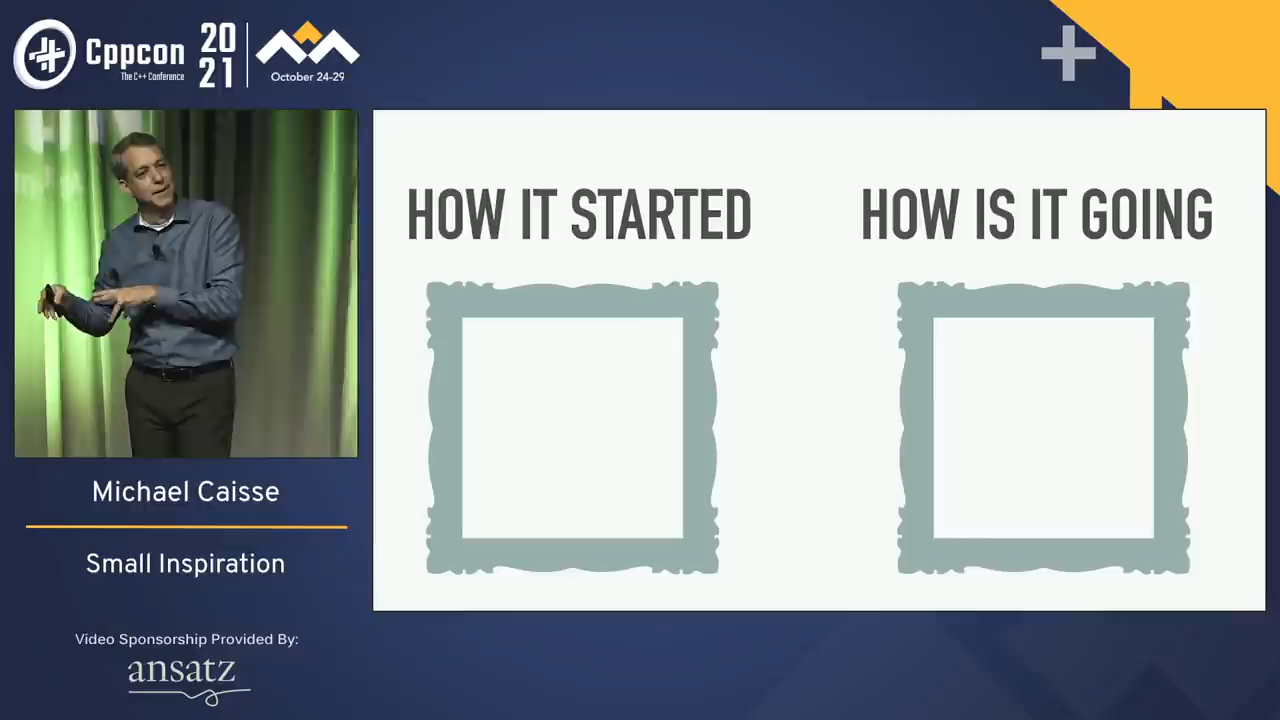 Cppcon
The C++ Conference
20
21
October 24-29
HOW IT STARTED
HOW IS IT GOING
Michael Caisse
Small Inspiration
Video Sponsorship Provided By:
ansatz